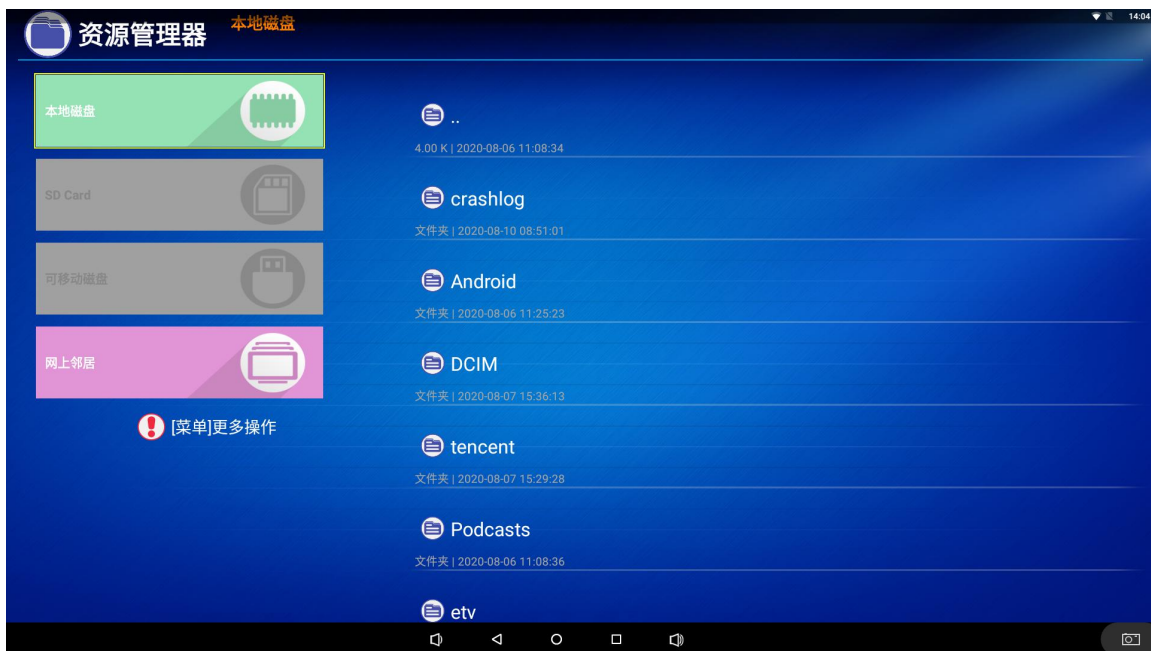 资源管理器
本地磁盘
14:04
本地磁盘
SD Card
可移动磁盘
网上邻居
[菜单]更多操作
..
4.00 K | 2020-08-06 11:08:34
crashlog
文件夹 | 2020-08-10 08:51:01
Android
文件夹 | 2020-08-06 11:25:23
DCIM
文件夹 | 2020-08-07 15:36:13
tencent
文件夹 | 2020-08-07 15:29:28
Podcasts
文件夹 | 2020-08-06 11:08:36
etv